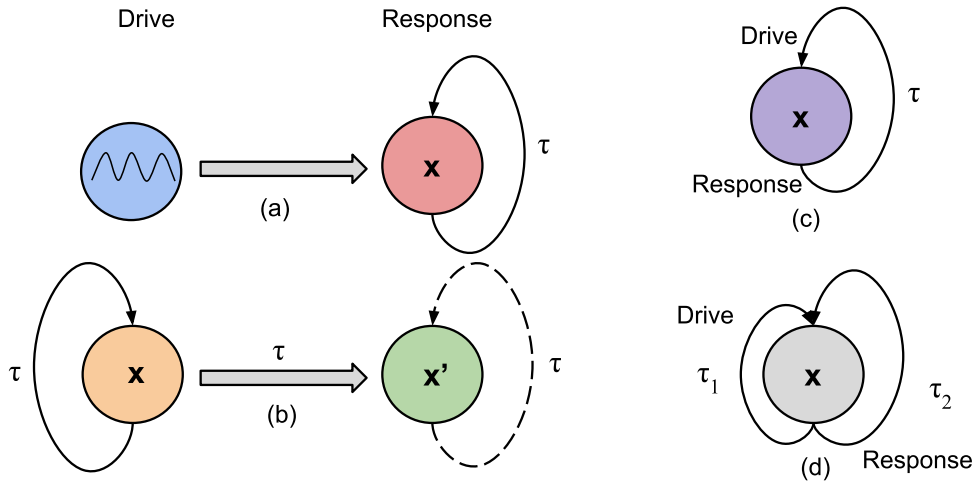 Drive
Response
x
τ
(a)
τ
x
τ
(b)
x’
τ
Drive
x
τ
Response
(c)
Drive
τ1
x
τ2
Response
(d)